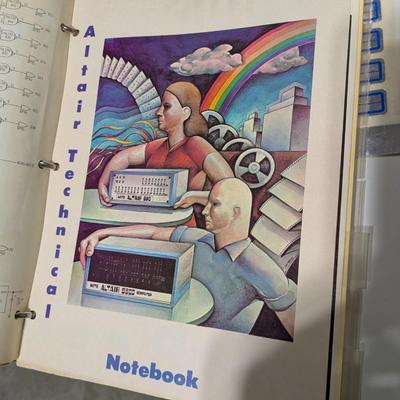 Altair Technical
MITS ALTAIR 680
MITS ALTAIR 8800 COMPUTER
Notebook